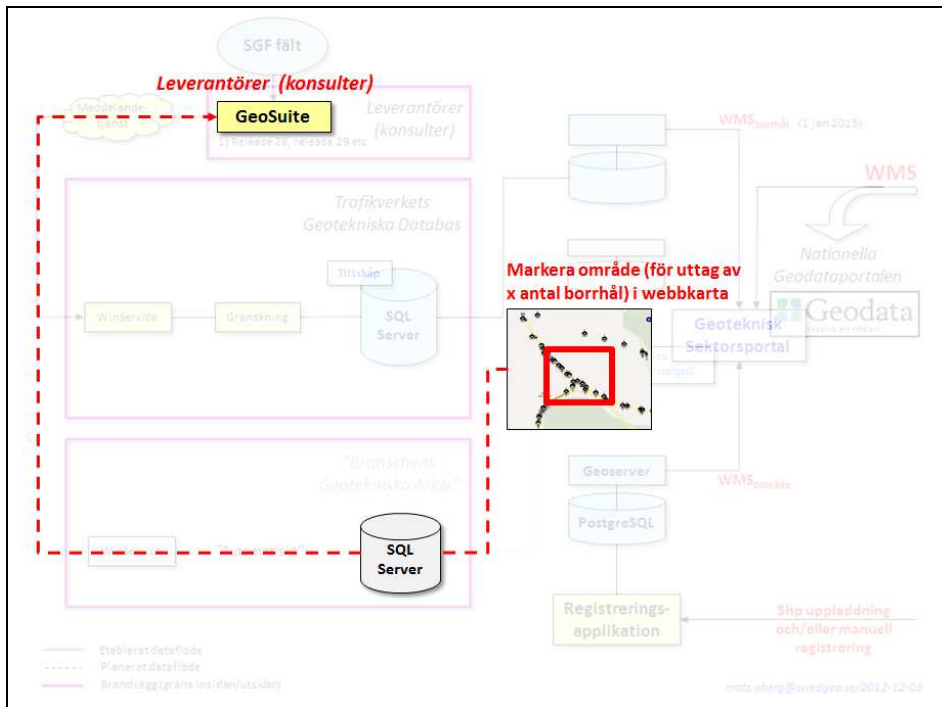 SGF fält
Leverantörer (konsulter)
Meddelande-
tjänst
GeoSuite
Leverantörer
(konsulter)
1) Release 28, release 29 etc
WMSborrhål (1 jan 2013)
WMS
Trafikverkets
Geotekniska Databas
Nationella
Geodataportalen
Tittskåp
Markera område (för uttag av
x antal borrhål) i webbkarta
WinService
Granskning
SQL
Server
Geodata
Geoteknisk
Sektorsportal
"Branschens
Geotekniska Arkiv"
Geoserver
WMSområde
PostgreSQL
SQL
Server
Registrerings-
applikation
Shp uppladdning
och/eller manuell
registrering
Etablerat dataflöde
Planerat dataflöde
Brandvägg (gräns insidan/utsidan)
mats.oberg@swedgeo.se/2012-12-03